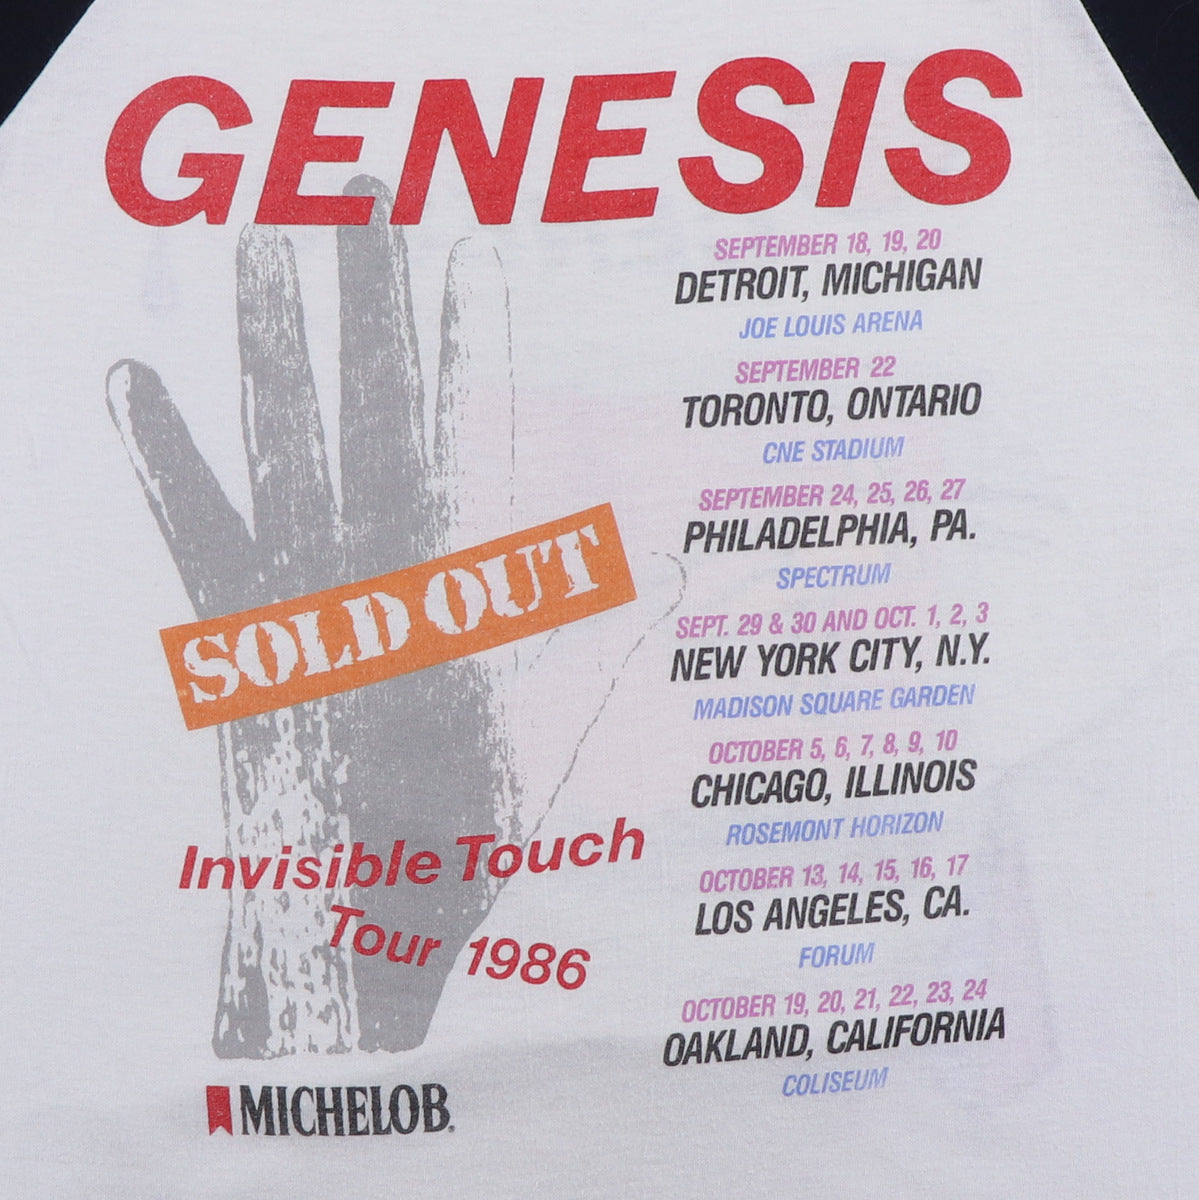 GENESIS
SEPTEMBER 18, 19, 20
DETROIT, MICHIGAN
JOE LOUIS ARENA
SEPTEMBER 22
TORONTO, ONTARIO
CNE STADIUM
SEPTEMBER 24, 25, 26, 27
PHILADELPHIA, PA.
SPECTRUM
SEPT. 29 & 30 AND OCT. 1, 2, 3
NEW YORK CITY, N.Y.
MADISON SQUARE GARDEN
OCTOBER 5, 6, 7, 8, 9, 10
CHICAGO, ILLINOIS
ROSEMONT HORIZON
OCTOBER 13, 14, 15, 16, 17
LOS ANGELES, CA.
FORUM
OCTOBER 19, 20, 21, 22, 23, 24
OAKLAND, CALIFORNIA
COLISEUM
SOLD OUT
Invisible Touch
Tour 1986
MICHELOB®